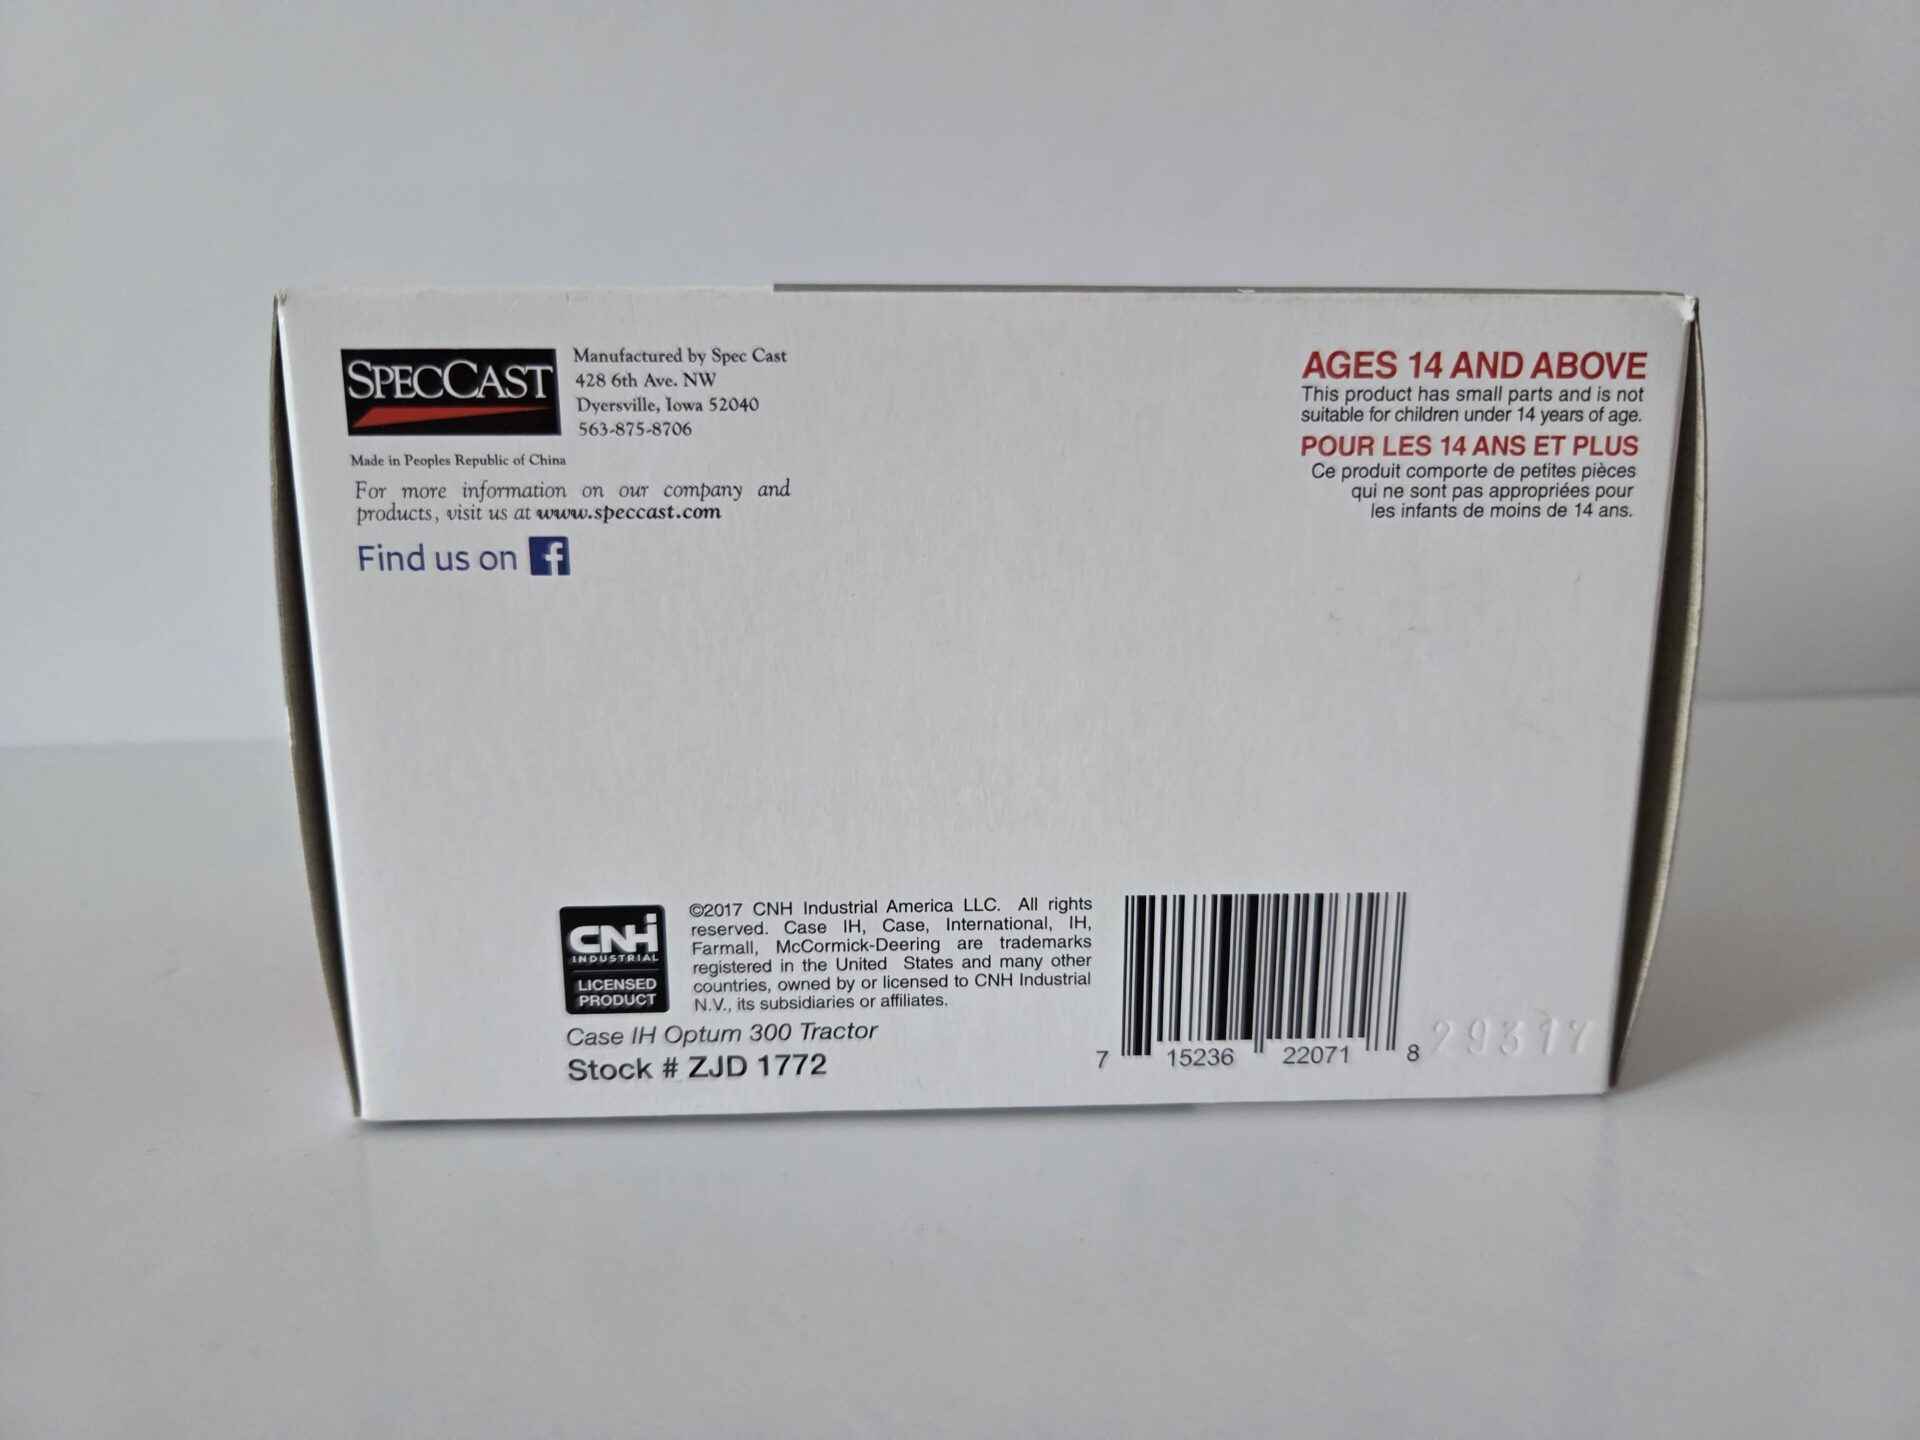 SPECCAST
Manufactured by Spec Cast
428 6th Ave. NW
Dyersville, Iowa 52040
563-875-8706
Made in Peoples Republic of China
For more information on our company and
products, visit us at www.speccast.com
Find us on f
AGES 14 AND ABOVE
This product has small parts and is not
suitable for children under 14 years of age.
POUR LES 14 ANS ET PLUS
Ce produit comporte de petites pièces
qui ne sont pas appropriées pour
les infants de moins de 14 ans.
CNH
INDUSTRIAL
LICENSED
PRODUCT
©2017 CNH Industrial America LLC. All rights
reserved. Case IH, Case, International, IH,
Farmall, McCormick-Deering are trademarks
registered in the United States and many other
countries, owned by or licensed to CNH Industrial
N.V., its subsidiaries or affiliates.
Case IH Optum 300 Tractor
Stock # ZJD 1772
7 15236 22071 8
29317